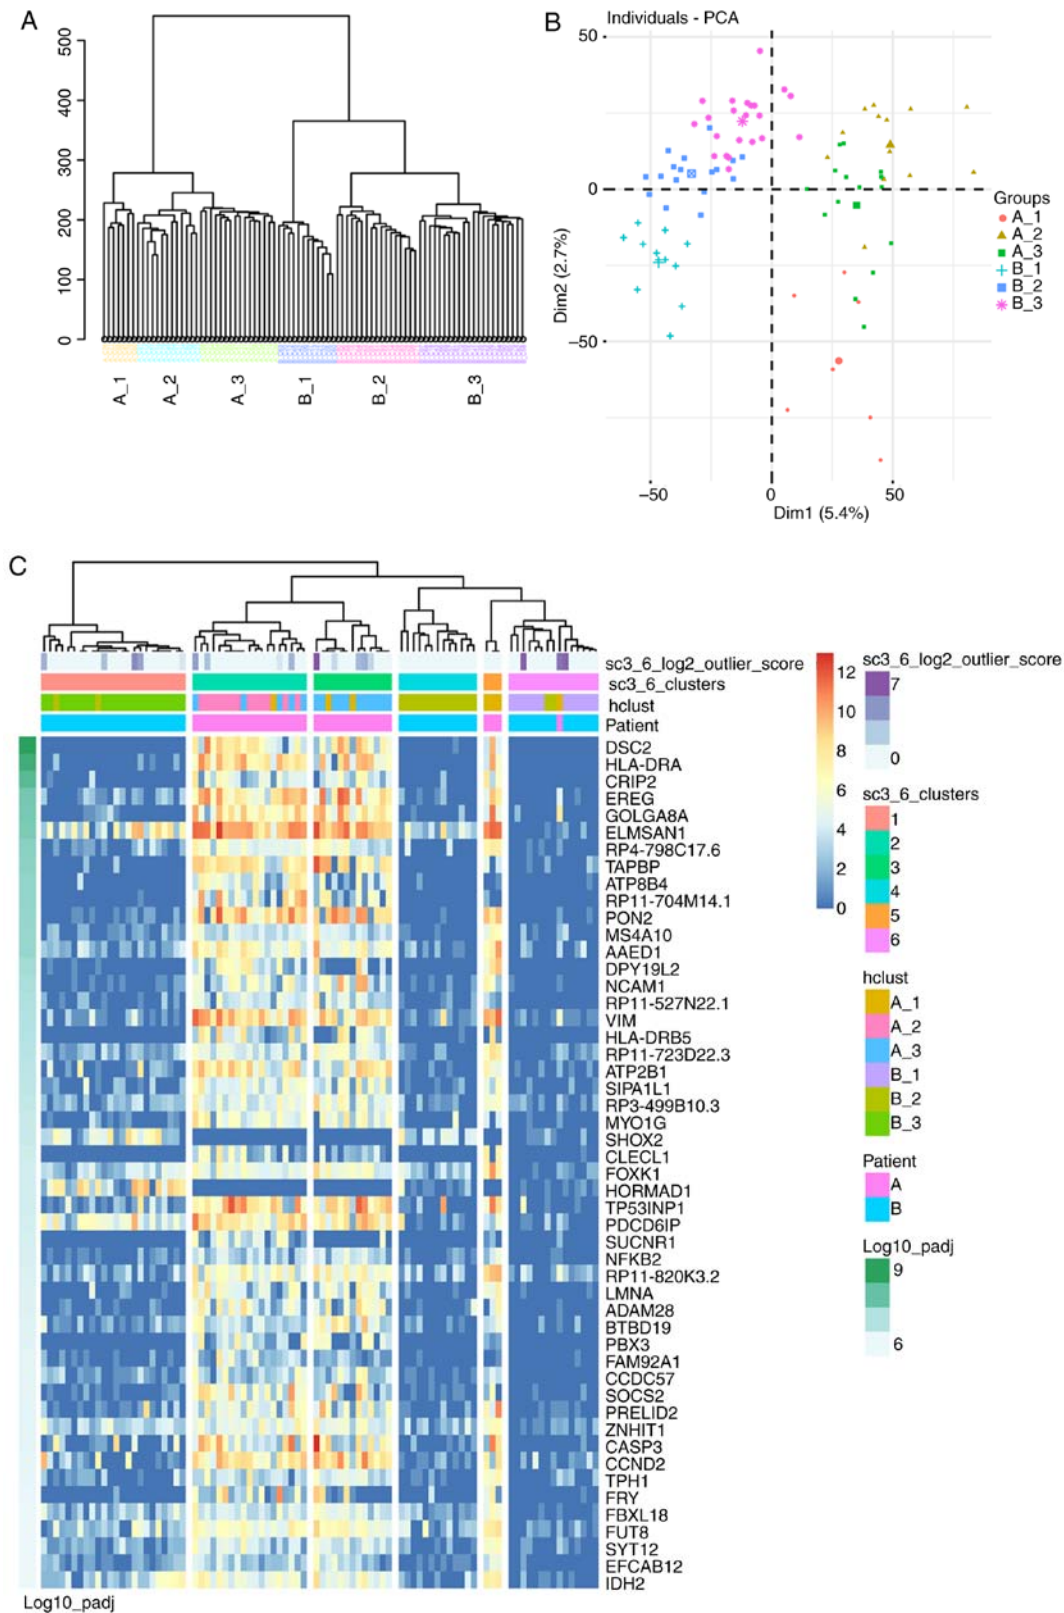 A
500
400
300
200
100
0
A_1
A_2
A_3
B_1
B_2
B_3
B
Individuals - PCA
50
0
−50
Dim2 (2.7%)
−50
0
50
Dim1 (5.4%)
Groups
A_1
A_2
A_3
B_1
B_2
B_3
C
sc3_6_log2_outlier_score
sc3_6_clusters
hclust
Patient
DSC2
HLA-DRA
CRIP2
EREG
GOLGA8A
ELMSAN1
RP4-798C17.6
TAPBP
ATP8B4
RP11-704M14.1
PON2
MS4A10
AAED1
DPY19L2
NCAM1
RP11-527N22.1
VIM
HLA-DRB5
RP11-723D22.3
ATP2B1
SIPA1L1
RP3-499B10.3
MYO1G
SHOX2
CLECL1
FOXK1
HORMAD1
TP53INP1
PDCD6IP
SUCNR1
NFKB2
RP11-820K3.2
LMNA
ADAM28
BTBD19
PBX3
FAM92A1
CCDC57
SOCS2
PRELID2
ZNHIT1
CASP3
CCND2
TPH1
FRY
FBXL18
FUT8
SYT12
EFCAB12
IDH2
Log10_padj
12
10
8
6
4
2
0
sc3_6_log2_outlier_score
7
0
sc3_6_clusters
1
2
3
4
5
6
hclust
A_1
A_2
A_3
B_1
B_2
B_3
Patient
A
B
Log10_padj
9
6